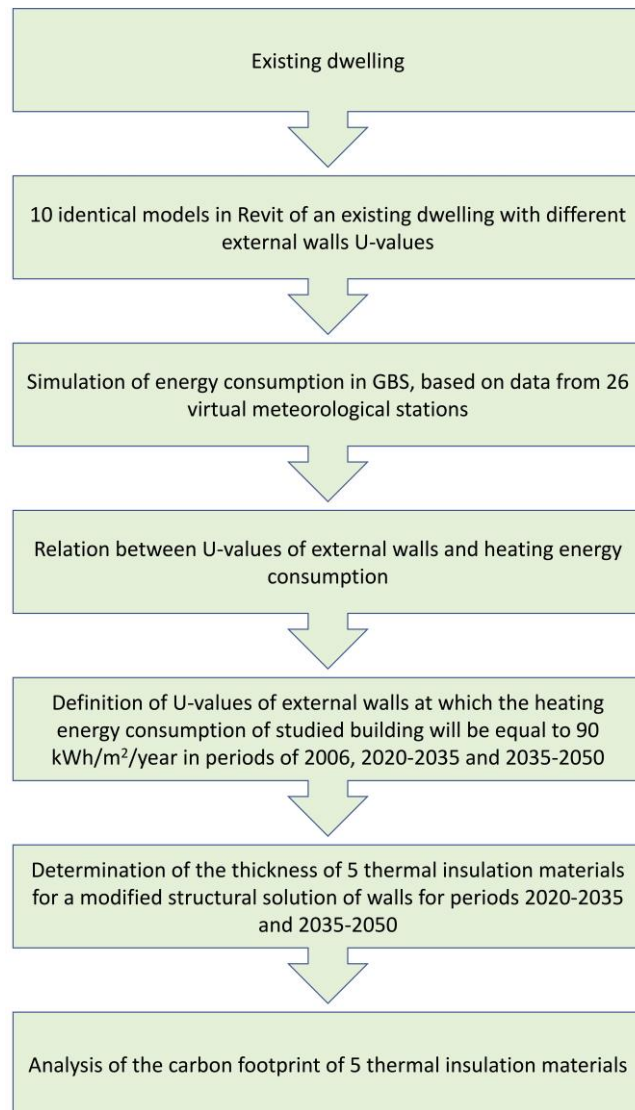 Existing dwelling
10 identical models in Revit of an existing dwelling with different
external walls U-values
Simulation of energy consumption in GBS, based on data from 26
virtual meteorological stations
Relation between U-values of external walls and heating energy
consumption
Definition of U-values of external walls at which the heating
energy consumption of studied building will be equal to 90
kWh/m²/year in periods of 2006, 2020-2035 and 2035-2050
Determination of the thickness of 5 thermal insulation materials
for a modified structural solution of walls for periods 2020-2035
and 2035-2050
Analysis of the carbon footprint of 5 thermal insulation materials